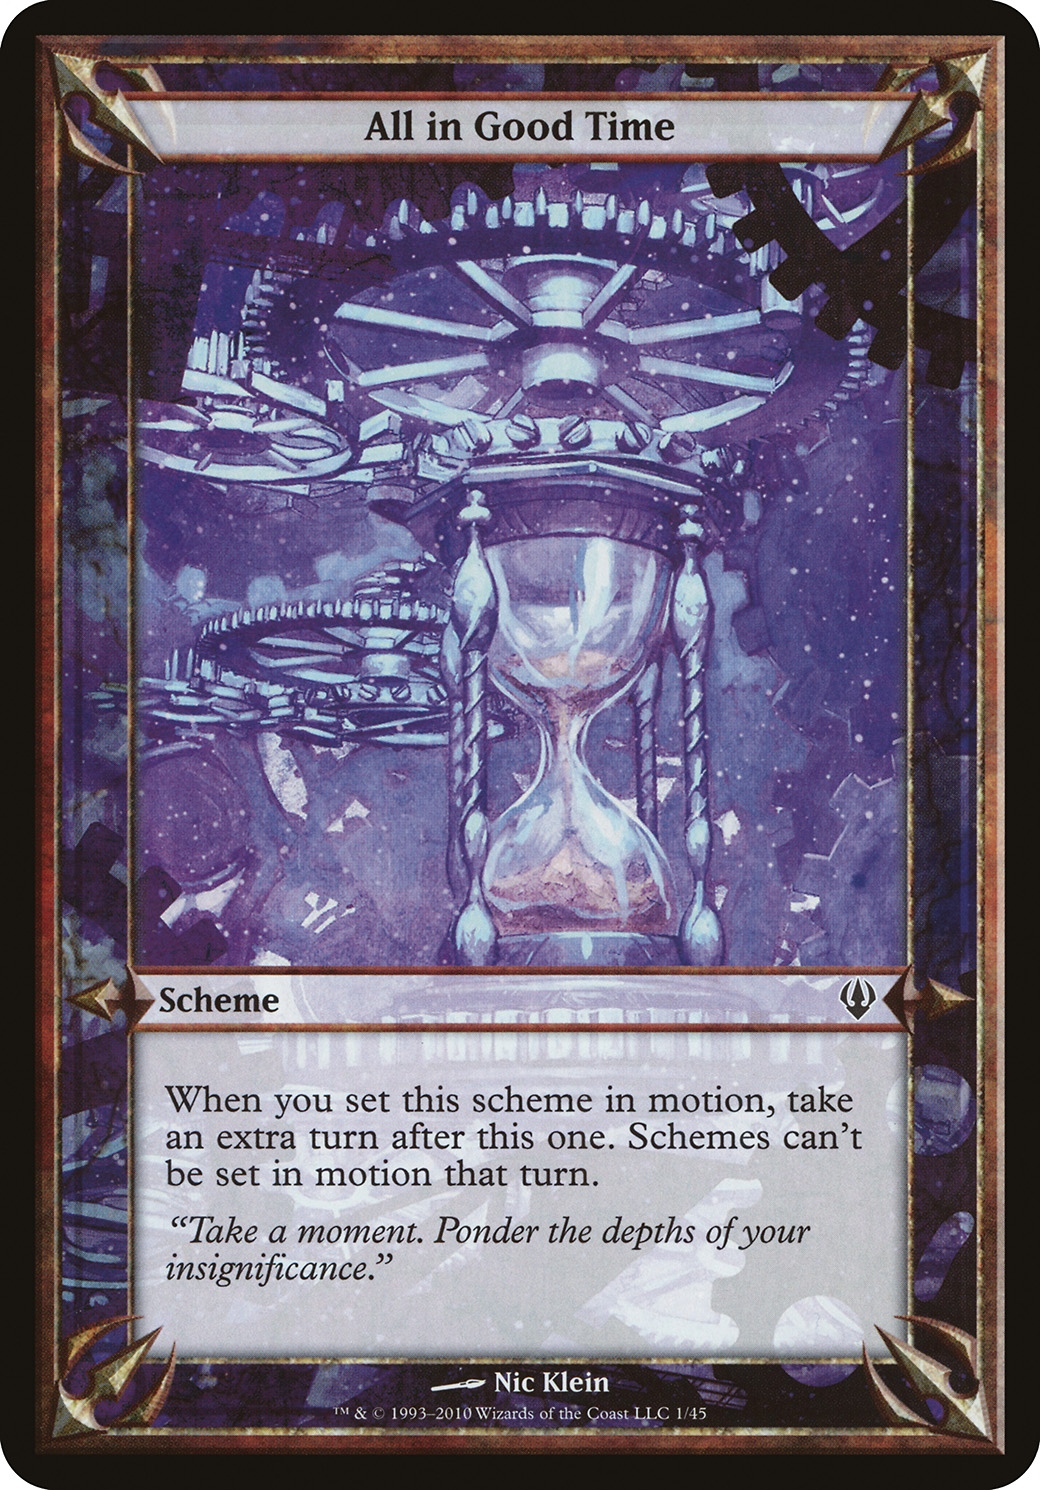 All in Good Time
Scheme
When you set this scheme in motion, take
an extra turn after this one. Schemes can't
be set in motion that turn.
"Take a moment. Ponder the depths of your
insignificance."
Nic Klein
™ & © 1993–2010 Wizards of the Coast LLC 1/45